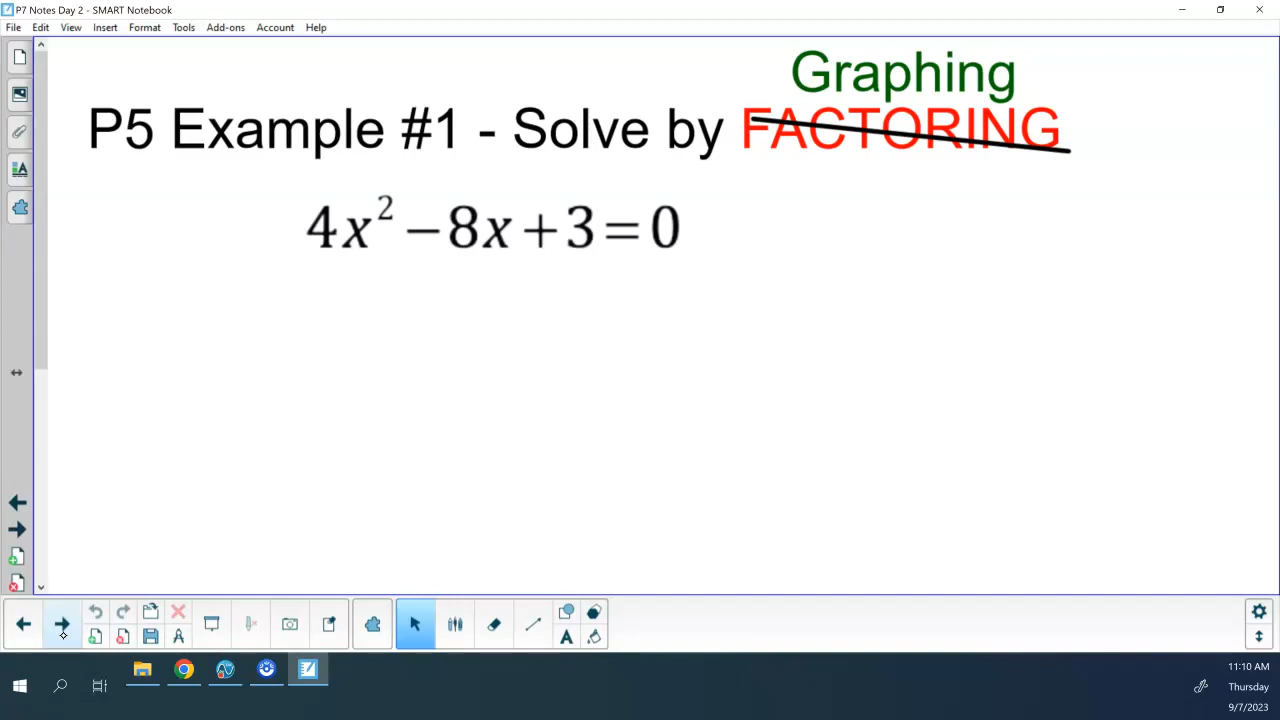 P7 Notes Day 2 - SMART Notebook
File Edit View Insert Format Tools Add-ons Account Help
Graphing
P5 Example #1 - Solve by FACTORING
4x² − 8x + 3 = 0
11:10 AM
Thursday
9/7/2023